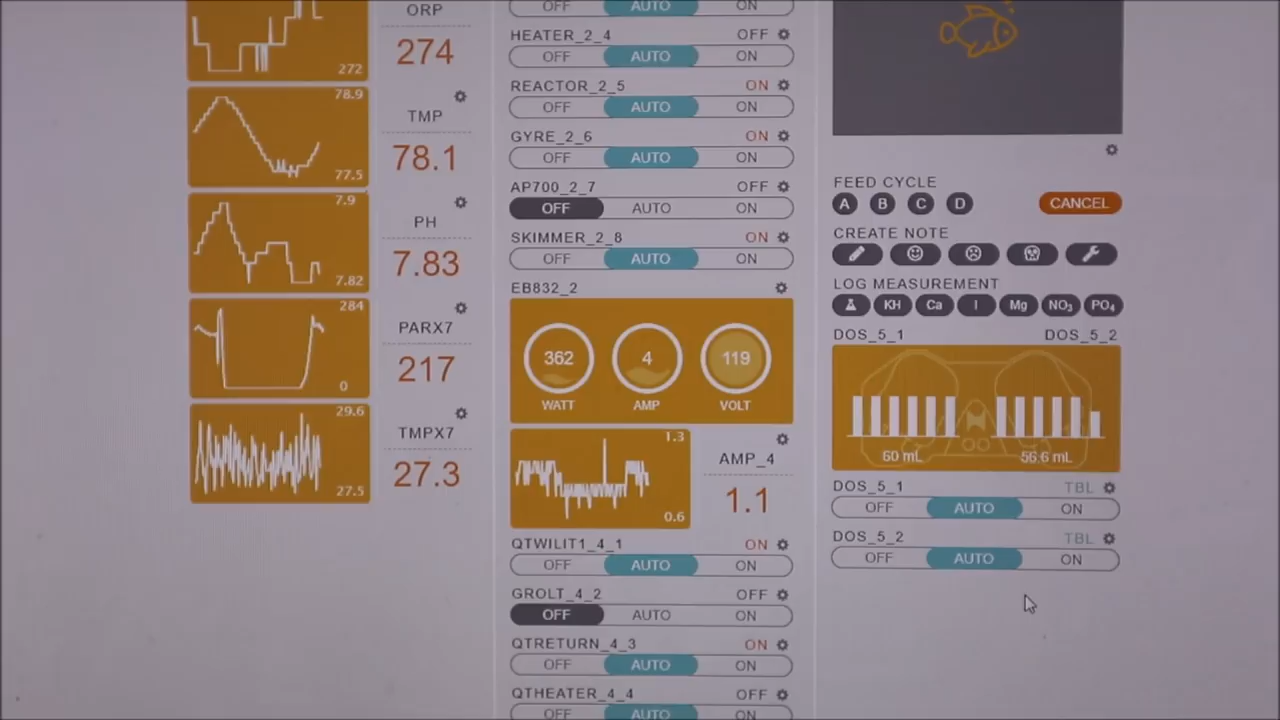 ORP
274
272
78.9
TMP
78.1
77.5
7.9
PH
7.83
7.82
284
PARX7
217
0
29.6
TMPX7
27.3
27.5
OFF AUTO ON
HEATER_2_4 OFF
OFF AUTO ON
REACTOR_2_5 ON
OFF AUTO ON
GYRE_2_6 ON
OFF AUTO ON
AP700_2_7 OFF
OFF AUTO ON
SKIMMER_2_8 ON
OFF AUTO ON
EB832_2
362 4 119
WATT AMP VOLT
1.3
AMP_4
1.1
0.6
QTWILIT1_4_1 ON
OFF AUTO ON
GROLT_4_2 OFF
OFF AUTO ON
QTRETURN_4_3 ON
OFF AUTO ON
QTHEATER_4_4 OFF
OFF AUTO ON
FEED CYCLE
A B C D CANCEL
CREATE NOTE
LOG MEASUREMENT
KH Ca I Mg NO₃ PO₄
DOS_5_1 DOS_5_2
60 mL 56.6 mL
DOS_5_1 TBL
OFF AUTO ON
DOS_5_2 TBL
OFF AUTO ON